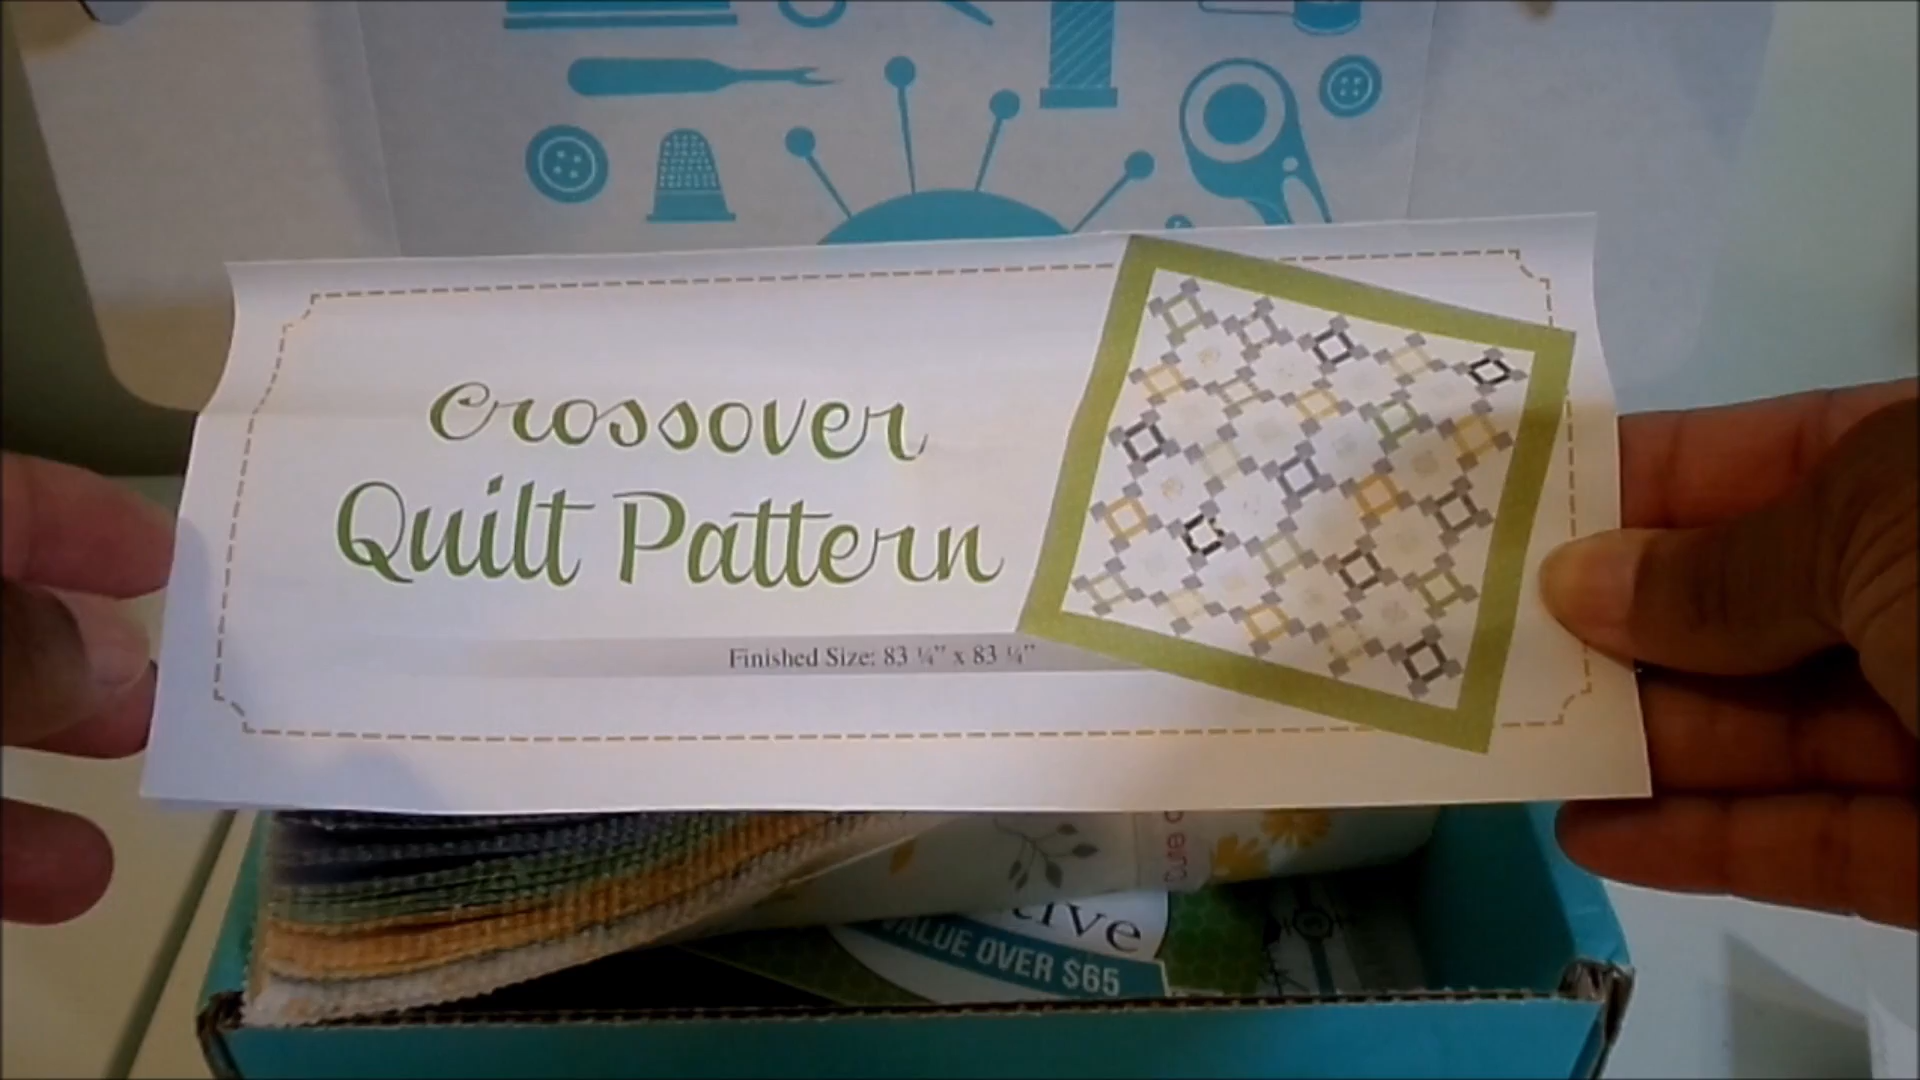 Crossover
Quilt Pattern
Finished Size: 83 ¼” x 83 ¼”
VALUE OVER $65